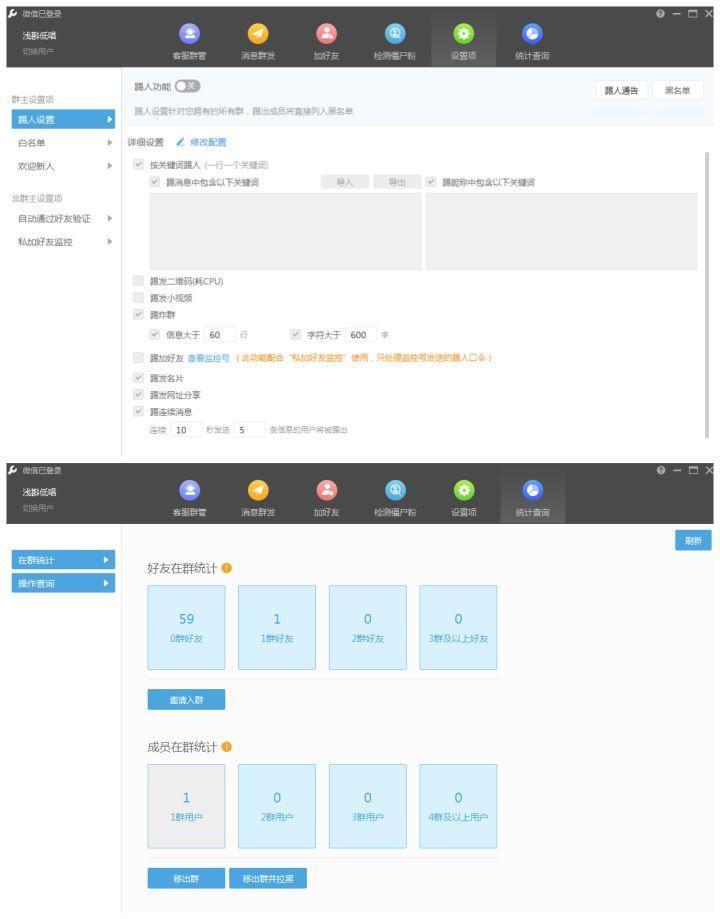 微信已登录
浅斟低唱
切换用户
客服群管 消息群发 加好友 检测僵尸粉 设置项 统计查询
群主设置项
踢人设置
白名单
欢迎新人
非群主设置项
自动通过好友验证
私加好友监控
踢人功能 关
踢人通告 黑名单
踢人设置针对您拥有的所有群，踢出成员将直接列入黑名单
详细设置 修改配置
按关键词踢人 (一行一个关键词)
踢消息中包含以下关键词 导入 导出 踢昵称中包含以下关键词
踢发二维码(耗CPU)
踢发小视频
踢炸群
信息大于 60 行 字符大于 600 字
踢加好友 查看监控号 （此功能配合“私加好友监控”使用，只处理监控号发送的踢人口令）
踢发名片
踢发网址分享
踢连续消息
连续 10 秒发送 5 条信息的用户将被踢出
微信已登录
浅斟低唱
切换用户
客服群管 消息群发 加好友 检测僵尸粉 设置项 统计查询
刷新
在群统计
操作查询
好友在群统计
59 1 0 0
0群好友 1群好友 2群好友 3群及以上好友
邀请入群
成员在群统计
1 0 0 0
1群用户 2群用户 3群用户 4群及以上用户
移出群 移出群并拉黑